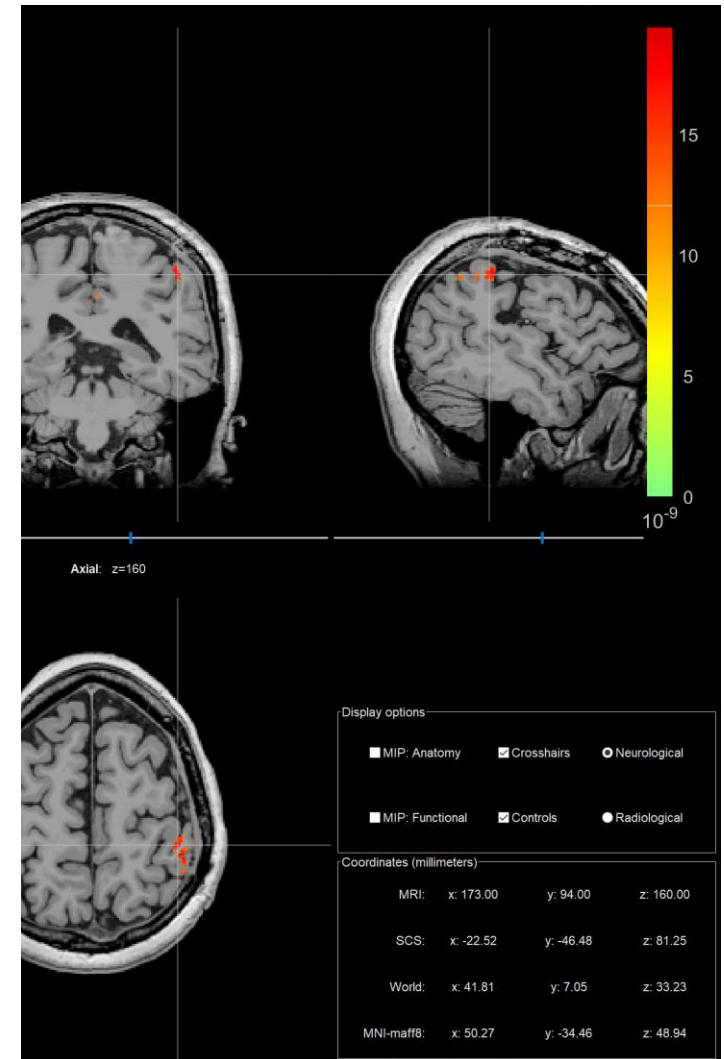 15
10
5
0
10-9
Axial: z=160
Display options
MIP: Anatomy Crosshairs Neurological
MIP: Functional Controls Radiological
Coordinates (millimeters)
MRI: x: 173.00 y: 94.00 z: 160.00
SCS: x: -22.52 y: -46.48 z: 81.25
World: x: 41.81 y: 7.05 z: 33.23
MNI-maff8: x: 50.27 y: -34.46 z: 48.94